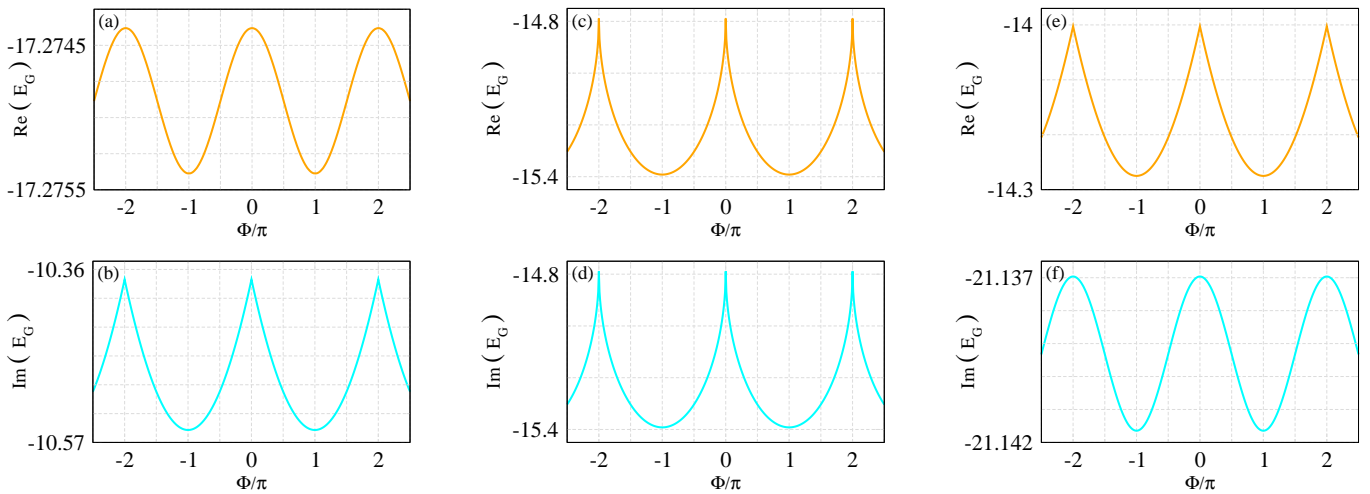 (a)
-17.2745
-17.2755
Re ( E_G )
-2 -1 0 1 2
Φ/π
(c)
-14.8
-15.4
Re ( E_G )
-2 -1 0 1 2
Φ/π
(e)
-14
-14.3
Re ( E_G )
-2 -1 0 1 2
Φ/π
(b)
-10.36
-10.57
Im ( E_G )
-2 -1 0 1 2
Φ/π
(d)
-14.8
-15.4
Im ( E_G )
-2 -1 0 1 2
Φ/π
(f)
-21.137
-21.142
Im ( E_G )
-2 -1 0 1 2
Φ/π